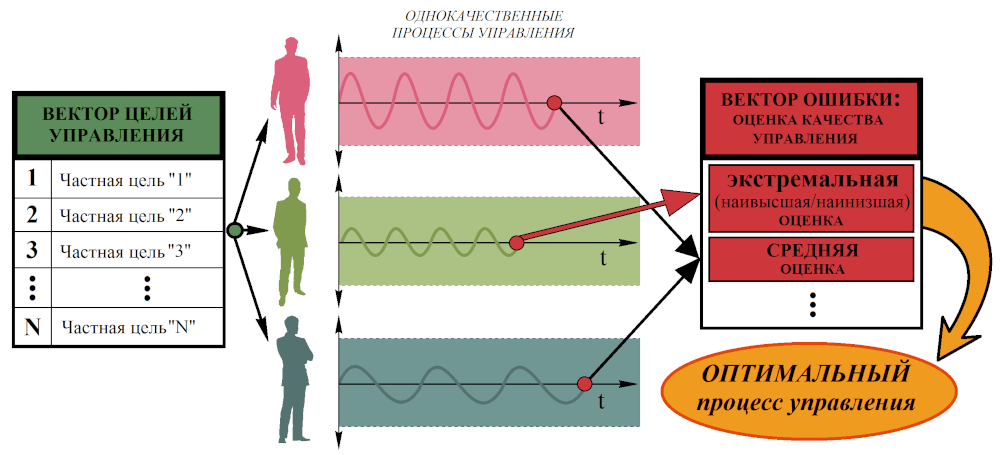 ОДНОКАЧЕСТВЕННЫЕ
ПРОЦЕССЫ УПРАВЛЕНИЯ
ВЕКТОР ЦЕЛЕЙ
УПРАВЛЕНИЯ
1 Частная цель "1"
2 Частная цель "2"
3 Частная цель "3"
N Частная цель "N"
t
t
t
ВЕКТОР ОШИБКИ:
ОЦЕНКА КАЧЕСТВА
УПРАВЛЕНИЯ
экстремальная
(наивысшая/наинизшая)
ОЦЕНКА
СРЕДНЯЯ
ОЦЕНКА
ОПТИМАЛЬНЫЙ
процесс управления